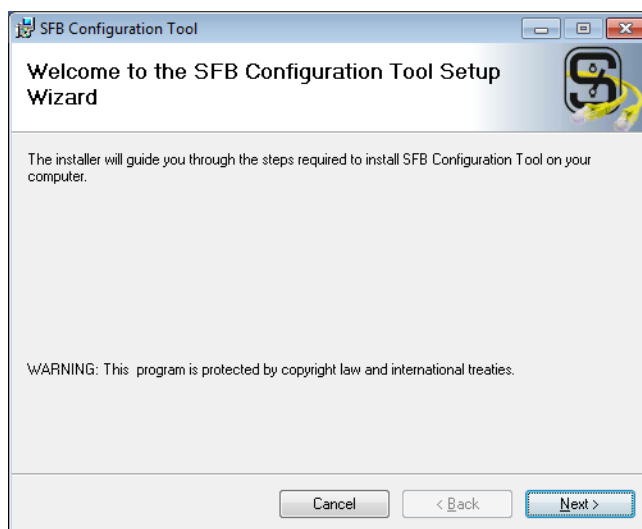 SFB Configuration Tool
Welcome to the SFB Configuration Tool Setup
Wizard
The installer will guide you through the steps required to install SFB Configuration Tool on your
computer.
WARNING: This program is protected by copyright law and international treaties.
Cancel
< Back
Next >